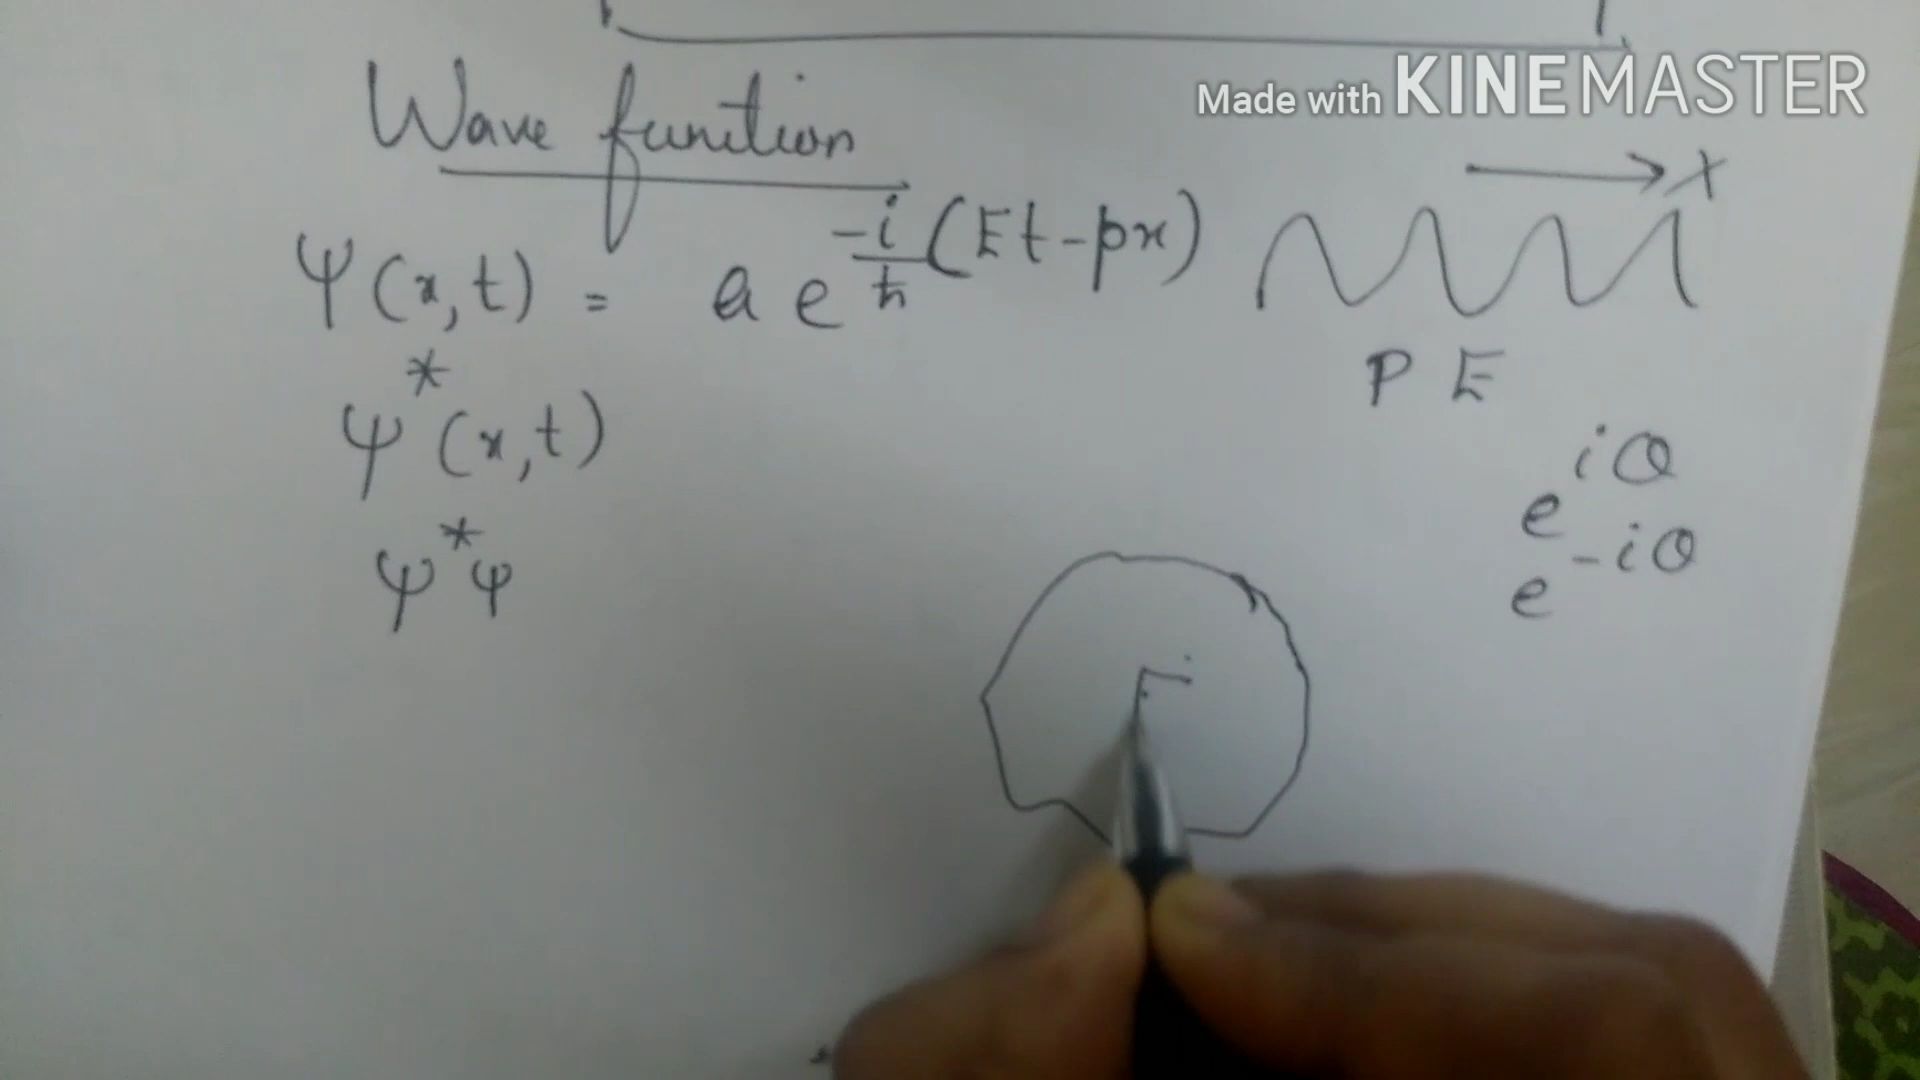 Made with KINEMASTER
Wave function
X
ψ(x,t) = a e^{-i/ħ (Et-px)}
P E
ψ*(x,t)
e^{iθ}
e^{-iθ}
ψ*ψ